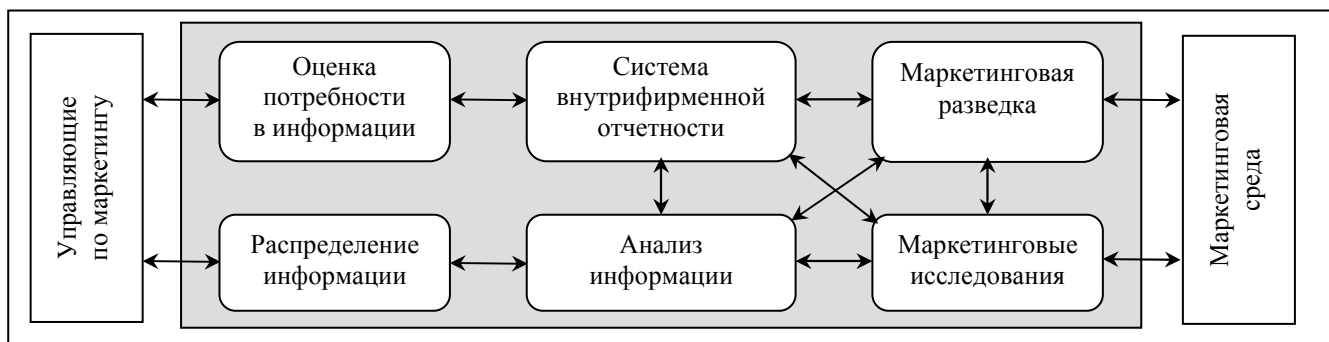 Управляющие
по маркетингу
Оценка
потребности
в информации
Система
внутрифирменной
отчетности
Маркетинговая
разведка
Распределение
информации
Анализ
информации
Маркетинговые
исследования
Маркетинговая
среда